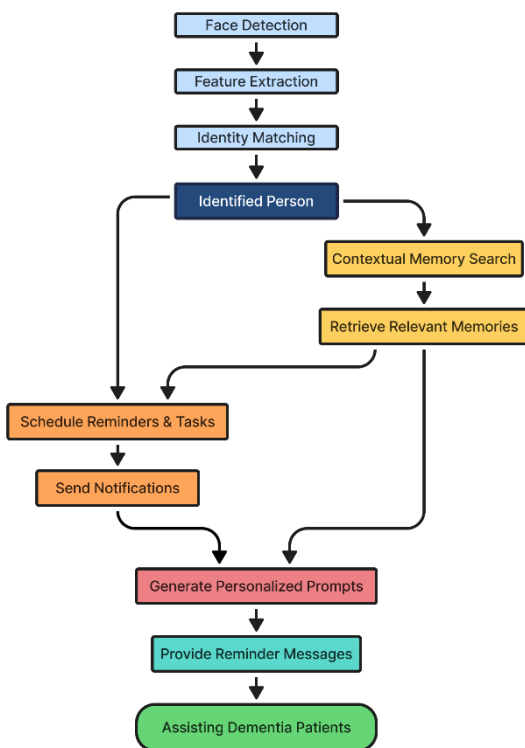 Face Detection
Feature Extraction
Identity Matching
Identified Person
Contextual Memory Search
Retrieve Relevant Memories
Schedule Reminders & Tasks
Send Notifications
Generate Personalized Prompts
Provide Reminder Messages
Assisting Dementia Patients